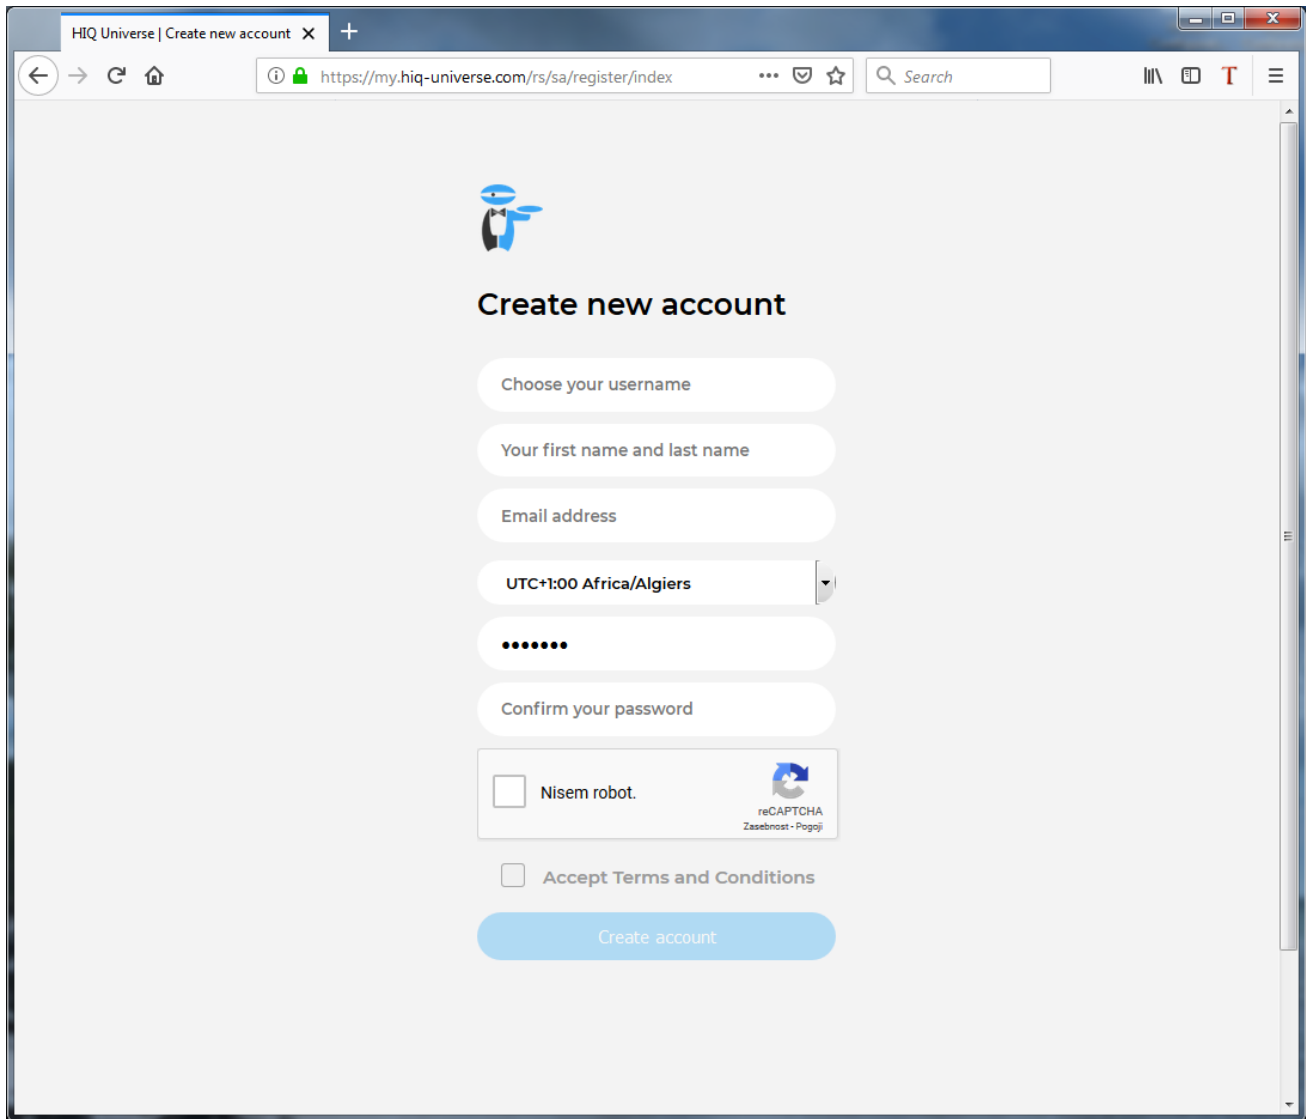 HIQ Universe | Create new account
https://my.hiq-universe.com/rs/sa/register/index
Search
T
Create new account
Choose your username
Your first name and last name
Email address
UTC+1:00 Africa/Algiers
•••••••
Confirm your password
Nisem robot.
reCAPTCHA
Zasebnost - Pogoji
Accept Terms and Conditions
Create account